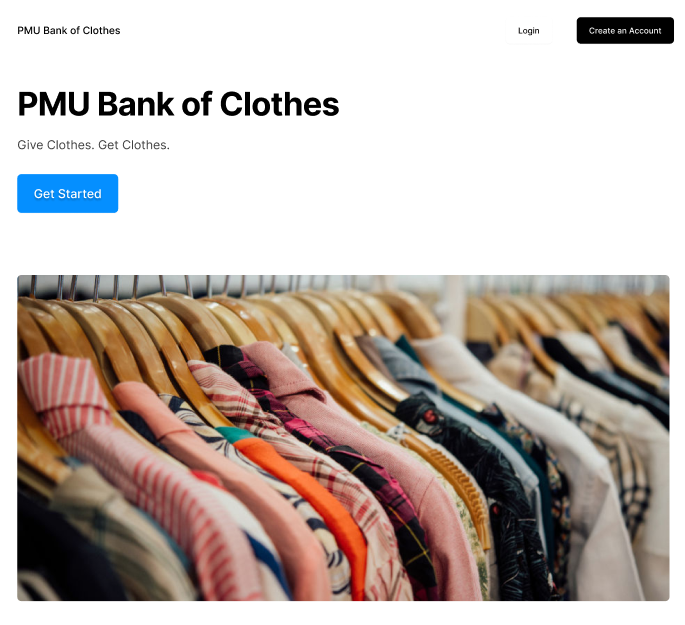 PMU Bank of Clothes
Login
Create an Account
PMU Bank of Clothes
Give Clothes. Get Clothes.
Get Started